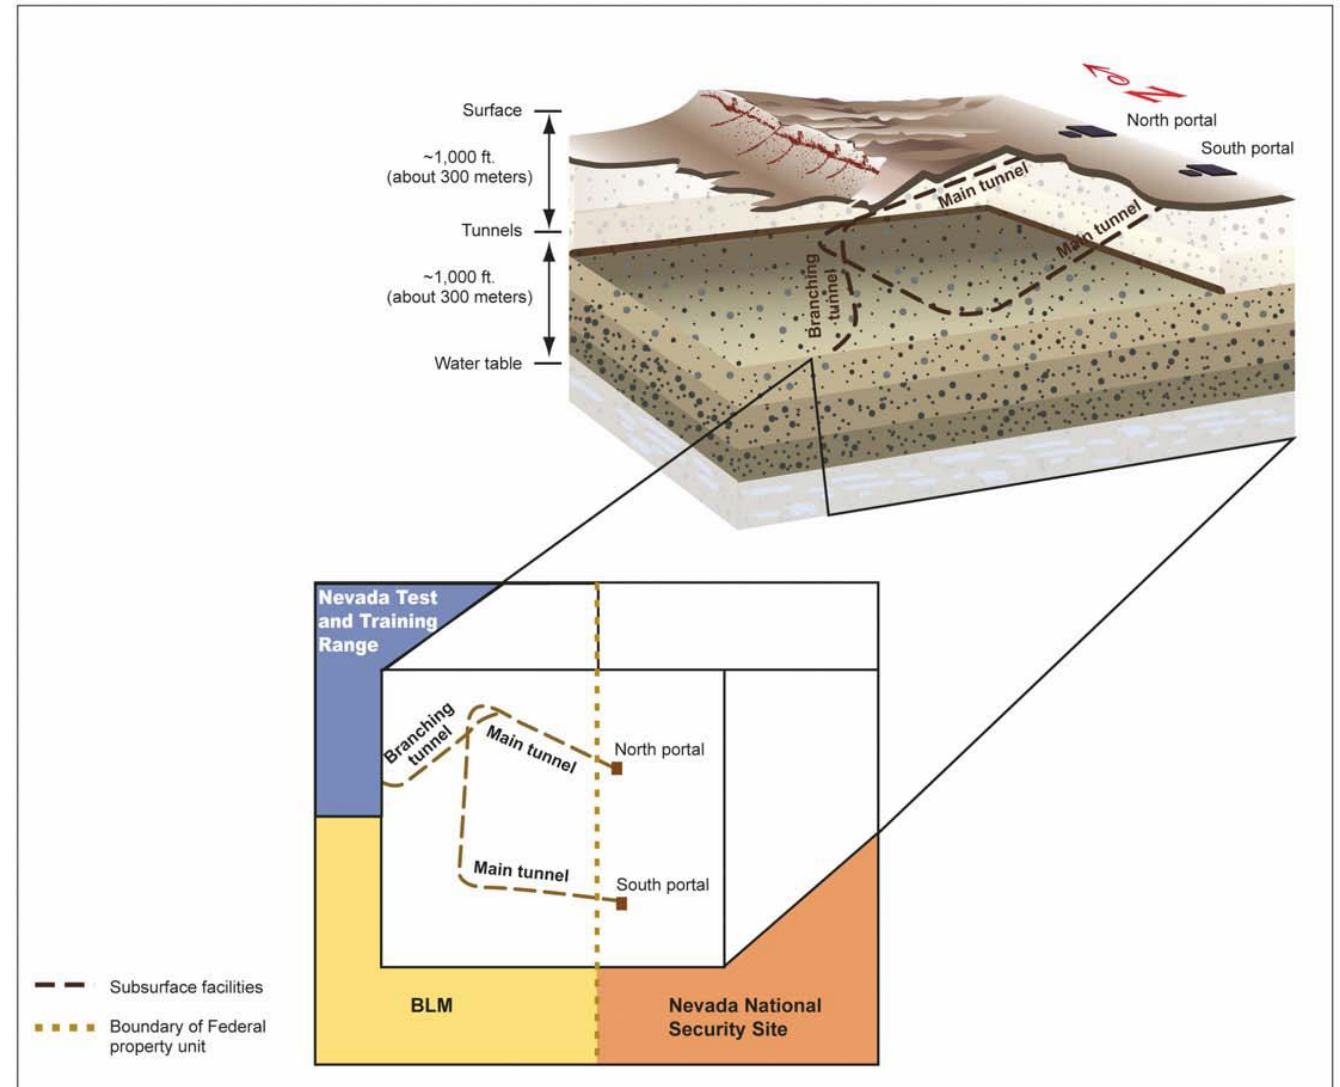 Surface
~1,000 ft.
(about 300 meters)
Tunnels
~1,000 ft.
(about 300 meters)
Water table
N
North portal
South portal
Main tunnel
Main tunnel
Branching
tunnel
Nevada Test
and Training
Range
Branching
tunnel
Main tunnel
North portal
Main tunnel
South portal
BLM
Nevada National
Security Site
Subsurface facilities
Boundary of Federal
property unit